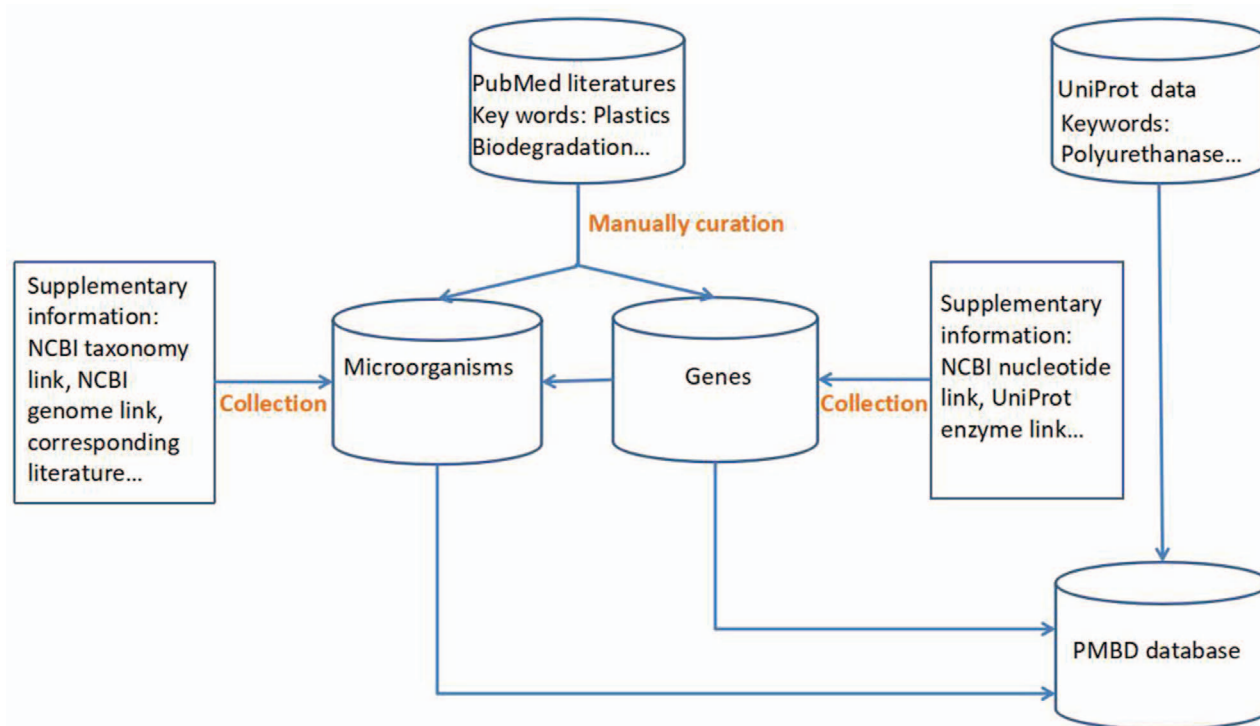 PubMed literatures
Key words: Plastics
Biodegradation...
UniProt data
Keywords:
Polyurethanase...
Manually curation
Supplementary
information:
NCBI taxonomy
link, NCBI
genome link,
corresponding
literature...
Collection
Microorganisms
Genes
Collection
Supplementary
information:
NCBI nucleotide
link, UniProt
enzyme link...
PMBD database